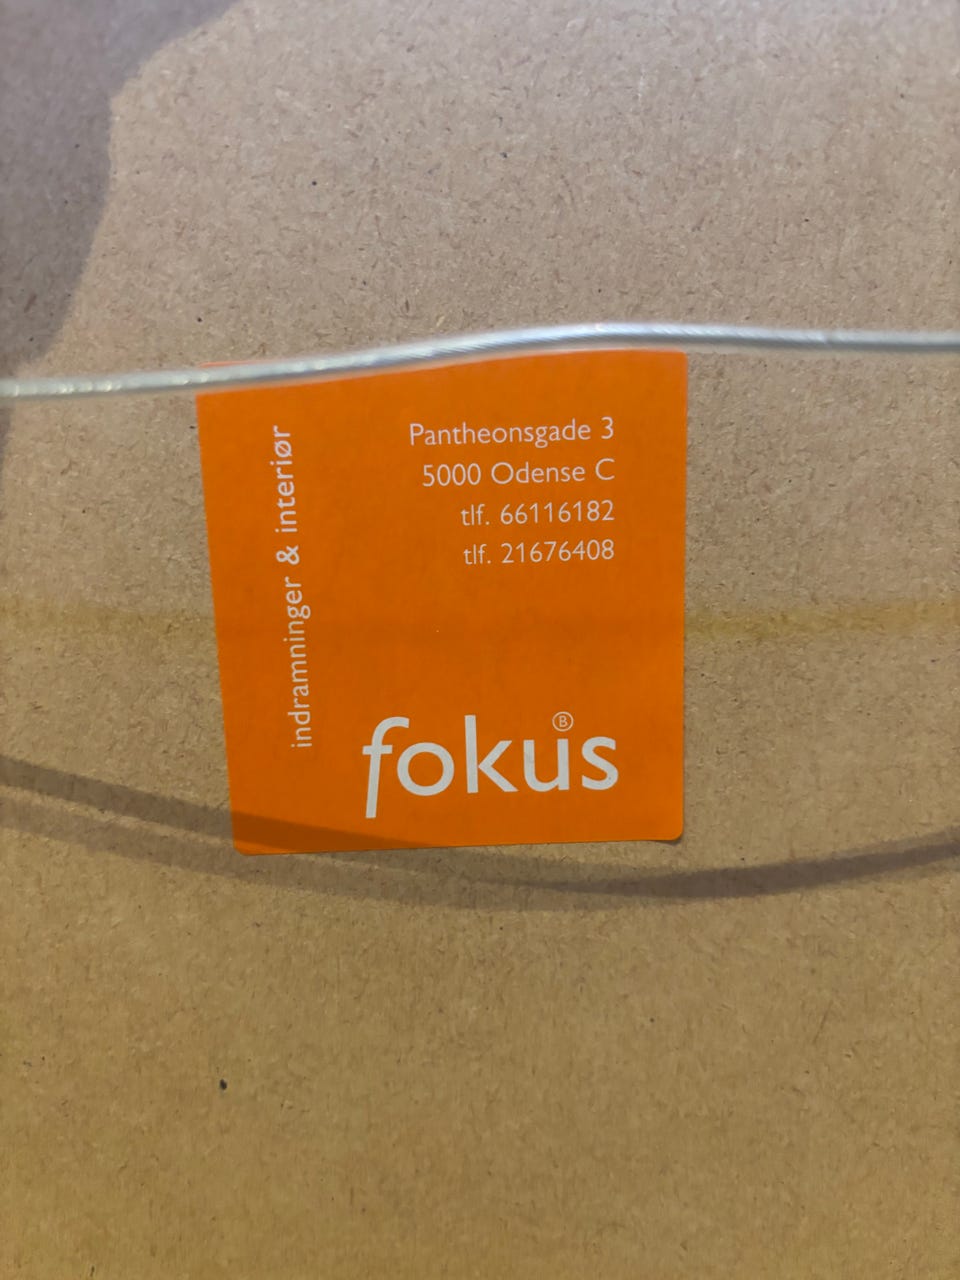 indramninger & interiør
Pantheonsgade 3
5000 Odense C
tlf. 66116182
tlf. 21676408
fokus
B